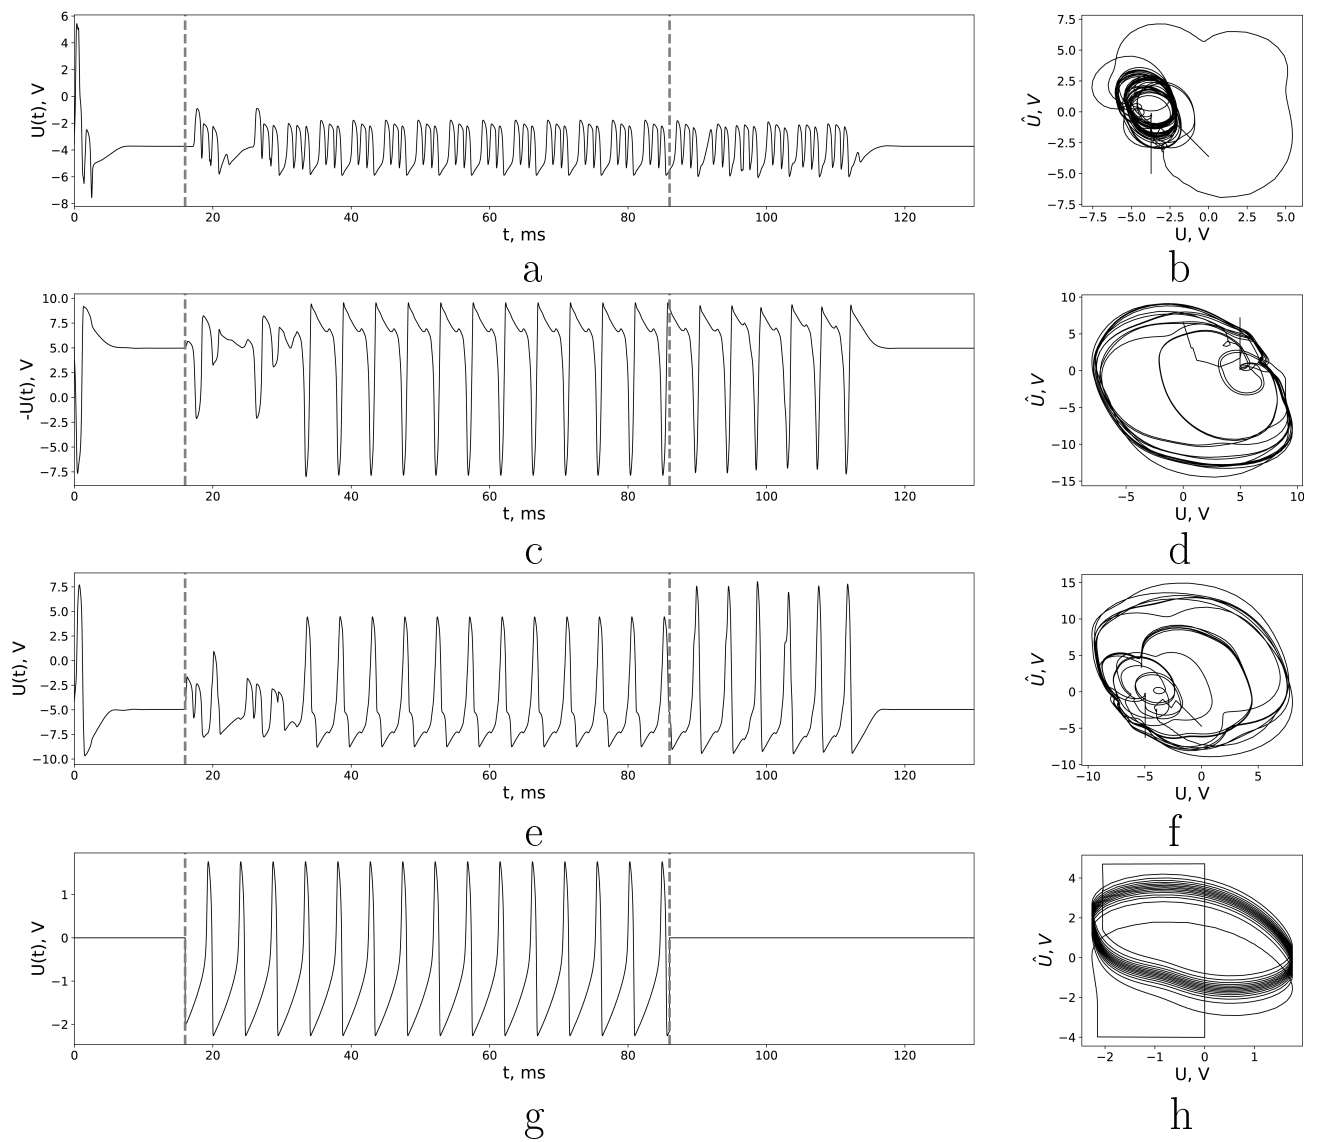 6
4
2
0
−2
−4
−6
−8
U(t), V
0 20 40 60 80 100 120
t, ms
a
7.5
5.0
2.5
0.0
−2.5
−5.0
−7.5
Û, V
−7.5 −5.0 −2.5 0.0 2.5 5.0
U, V
b
10.0
7.5
5.0
2.5
0.0
−2.5
−5.0
−7.5
-U(t), V
0 20 40 60 80 100 120
t, ms
c
10
5
0
−5
−10
−15
Û, V
−5 0 5 10
U, V
d
7.5
5.0
2.5
0.0
−2.5
−5.0
−7.5
−10.0
U(t), V
0 20 40 60 80 100 120
t, ms
e
15
10
5
0
−5
−10
Û, V
−10 −5 0 5
U, V
f
1
0
−1
−2
U(t), V
0 20 40 60 80 100 120
t, ms
g
4
2
0
−2
−4
Û, V
−2 −1 0 1
U, V
h